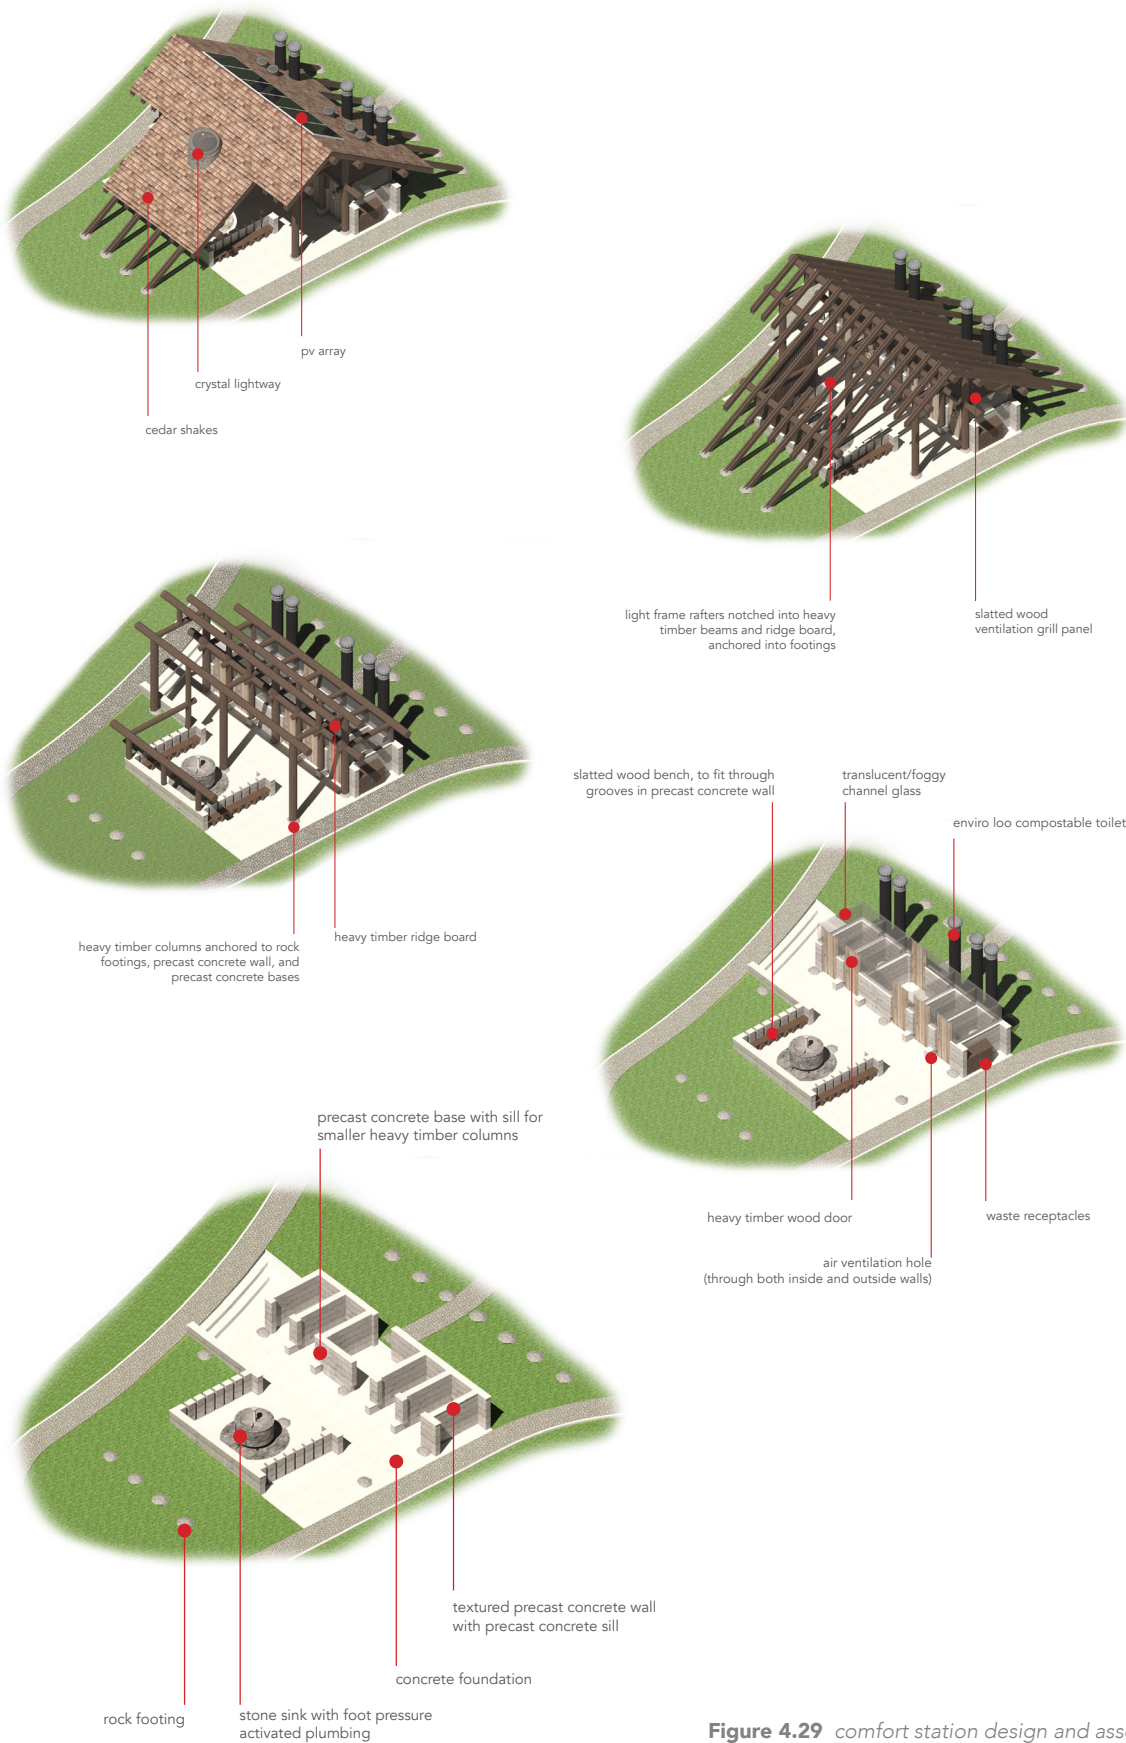 pv array
crystal lightway
cedar shakes
light frame rafters notched into heavy
timber beams and ridge board,
anchored into footings
slatted wood
ventilation grill panel
heavy timber columns anchored to rock
footings, precast concrete wall, and
precast concrete bases
heavy timber ridge board
slatted wood bench, to fit through
grooves in precast concrete wall
translucent/foggy
channel glass
enviro loo compostable toilet
heavy timber wood door
air ventilation hole
(through both inside and outside walls)
waste receptacles
precast concrete base with sill for
smaller heavy timber columns
textured precast concrete wall
with precast concrete sill
concrete foundation
rock footing
stone sink with foot pressure
activated plumbing
Figure 4.29 comfort station design and